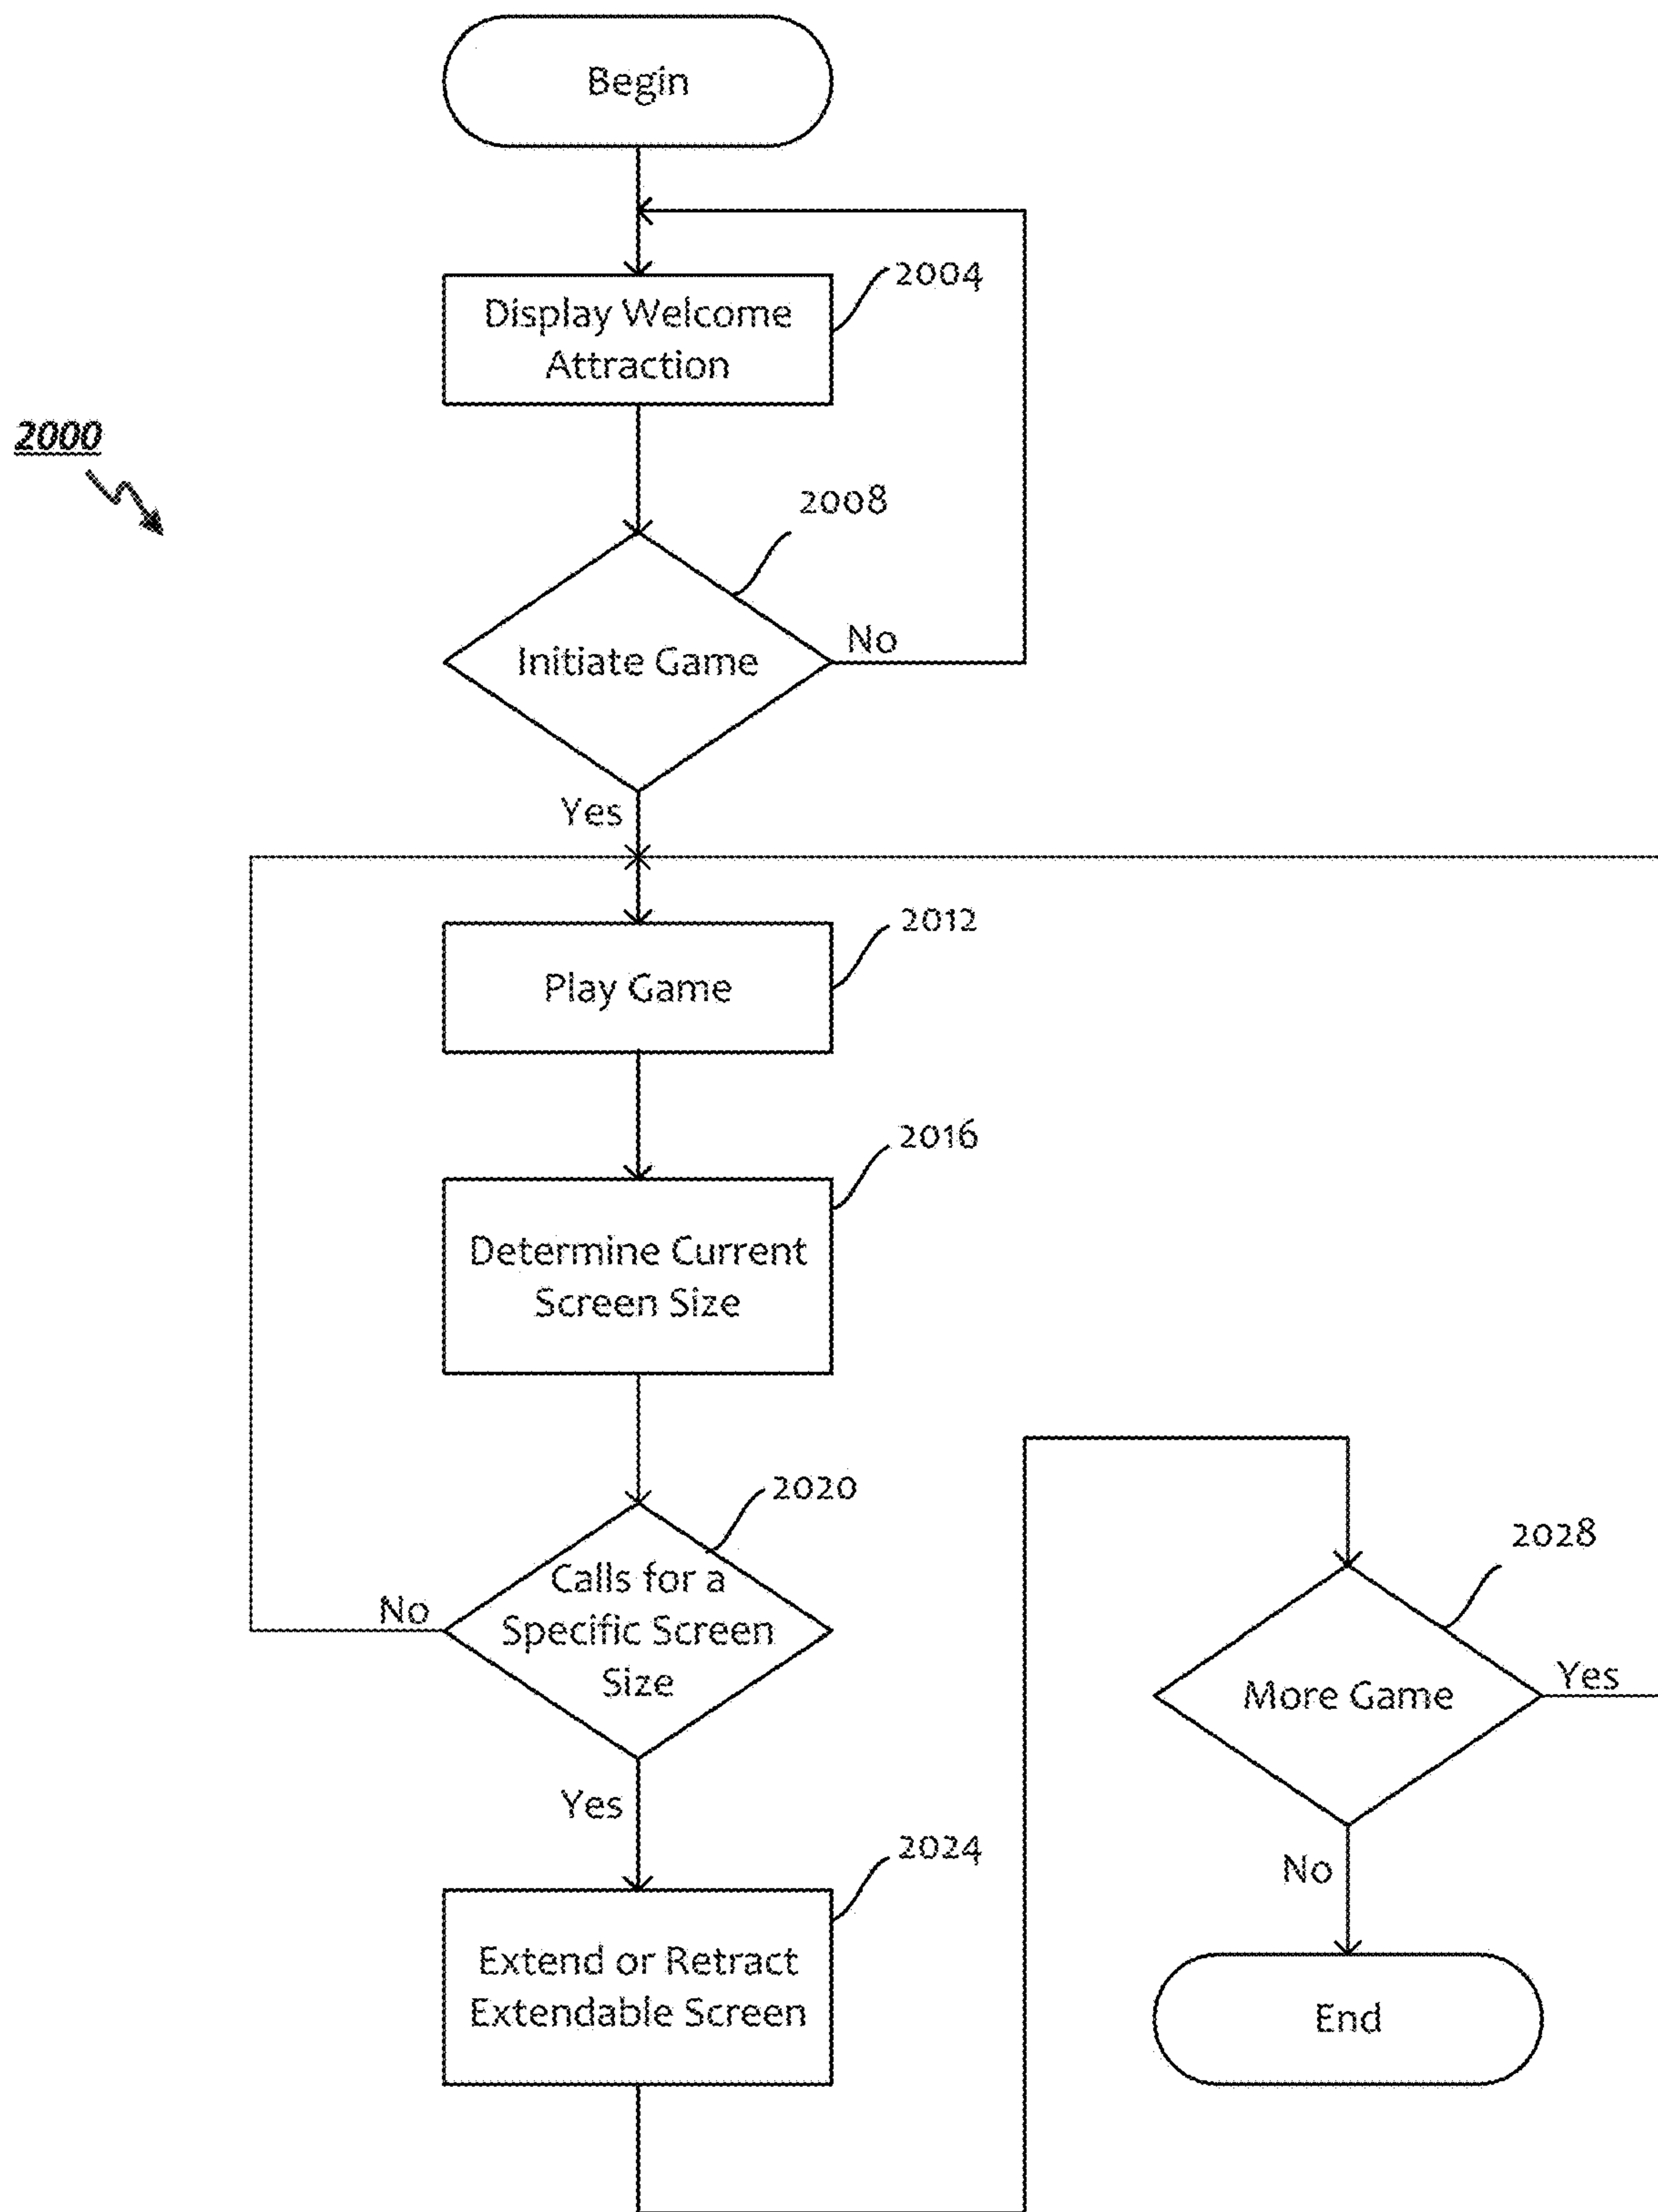 Begin
2004
Display Welcome
Attraction
2000
2008
Initiate Game
No
Yes
2012
Play Game
2016
Determine Current
Screen Size
2020
Calls for a
Specific Screen
Size
No
Yes
2024
Extend or Retract
Extendable Screen
2028
More Game
Yes
No
End